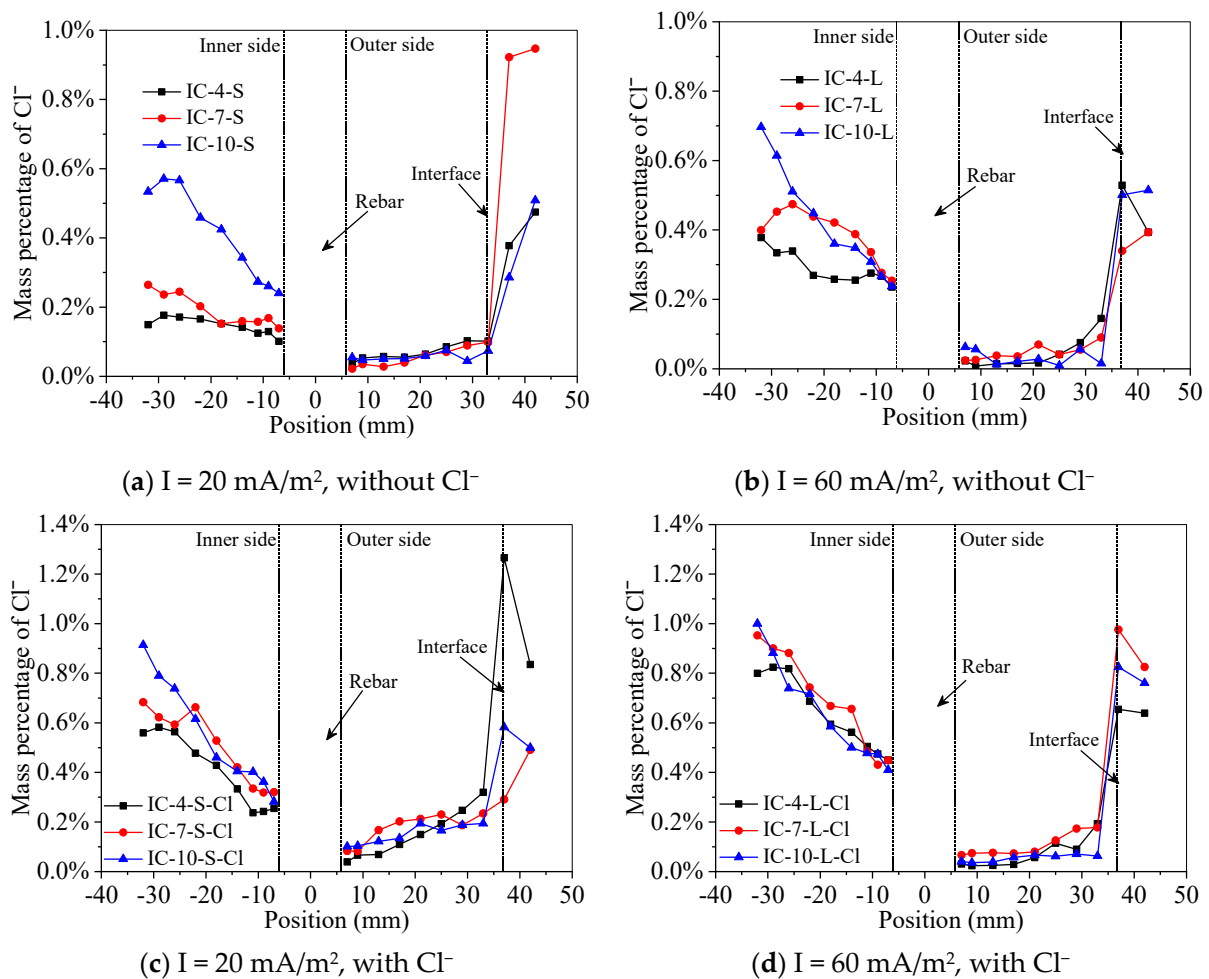 1.0%
0.8%
0.6%
0.4%
0.2%
0.0%
Mass percentage of Cl⁻
Inner side
Outer side
IC-4-S
IC-7-S
IC-10-S
Interface
Rebar
-40 -30 -20 -10 0 10 20 30 40 50
Position (mm)
(a) I = 20 mA/m², without Cl⁻
1.0%
0.8%
0.6%
0.4%
0.2%
0.0%
Mass percentage of Cl⁻
Inner side
Outer side
IC-4-L
IC-7-L
IC-10-L
Interface
Rebar
-40 -30 -20 -10 0 10 20 30 40 50
Position (mm)
(b) I = 60 mA/m², without Cl⁻
1.4%
1.2%
1.0%
0.8%
0.6%
0.4%
0.2%
0.0%
Mass percentage of Cl⁻
Inner side
Outer side
Interface
Rebar
IC-4-S-Cl
IC-7-S-Cl
IC-10-S-Cl
-40 -30 -20 -10 0 10 20 30 40 50
Position (mm)
(c) I = 20 mA/m², with Cl⁻
1.4%
1.2%
1.0%
0.8%
0.6%
0.4%
0.2%
0.0%
Mass percentage of Cl⁻
Inner side
Outer side
Rebar
Interface
IC-4-L-Cl
IC-7-L-Cl
IC-10-L-Cl
-40 -30 -20 -10 0 10 20 30 40 50
Position (mm)
(d) I = 60 mA/m², with Cl⁻